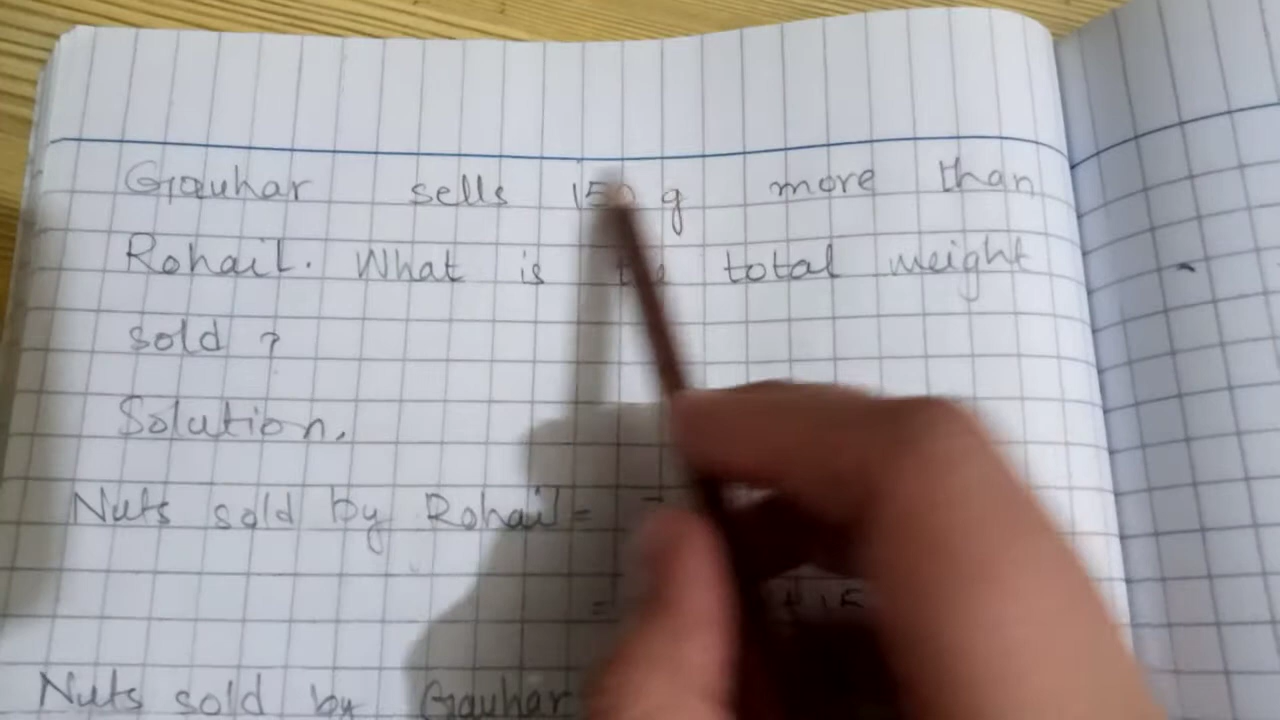 Gauhar sells 150 g more than
Rohail. What is the total weight
sold ?
Solution.
Nuts sold by Rohail =
=
Nuts sold by Gauhar